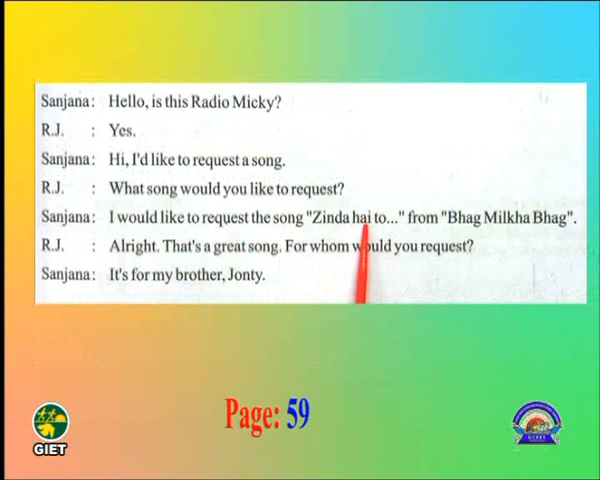 Sanjana: Hello, is this Radio Micky?
R.J. : Yes.
Sanjana: Hi, I'd like to request a song.
R.J. : What song would you like to request?
Sanjana: I would like to request the song "Zinda hai to..." from "Bhag Milkha Bhag".
R.J. : Alright. That's a great song. For whom would you request?
Sanjana: It's for my brother, Jonty.
Page: 59
GIET
GCERT